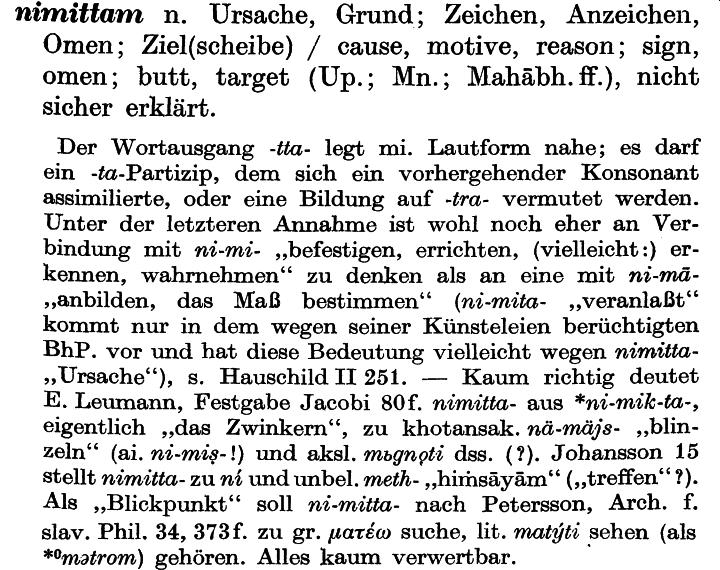 nimittam n. Ursache, Grund; Zeichen, Anzeichen,
Omen; Ziel(scheibe) / cause, motive, reason; sign,
omen; butt, target (Up.; Mn.; Mahābh. ff.), nicht
sicher erklärt.
Der Wortausgang -tta- legt mi. Lautform nahe; es darf
ein -ta-Partizip, dem sich ein vorhergehender Konsonant
assimilierte, oder eine Bildung auf -tra- vermutet werden.
Unter der letzteren Annahme ist wohl noch eher an Ver-
bindung mit ni-mi- „befestigen, errichten, (vielleicht:) er-
kennen, wahrnehmen“ zu denken als an eine mit ni-mā-
„anbilden, das Maß bestimmen“ (ni-mita- „veranlaßt“
kommt nur in dem wegen seiner Künsteleien berüchtigten
BhP. vor und hat diese Bedeutung vielleicht wegen nimitta-
„Ursache“), s. Hauschild II 251. — Kaum richtig deutet
E. Leumann, Festgabe Jacobi 80f. nimitta- aus *ni-mik-ta-,
eigentlich „das Zwinkern“, zu khotansak. nä-mäjs- „blin-
zeln“ (ai. ni-miṣ-!) und aksl. mьgnǫti dss. (?). Johansson 15
stellt nimitta- zu ní und unbel. meth- „hiṁsāyām“ („treffen“?).
Als „Blickpunkt“ soll ni-mitta- nach Petersson, Arch. f.
slav. Phil. 34, 373f. zu gr. ματέω suche, lit. matýti sehen (als
*⁰mətrom) gehören. Alles kaum verwertbar.